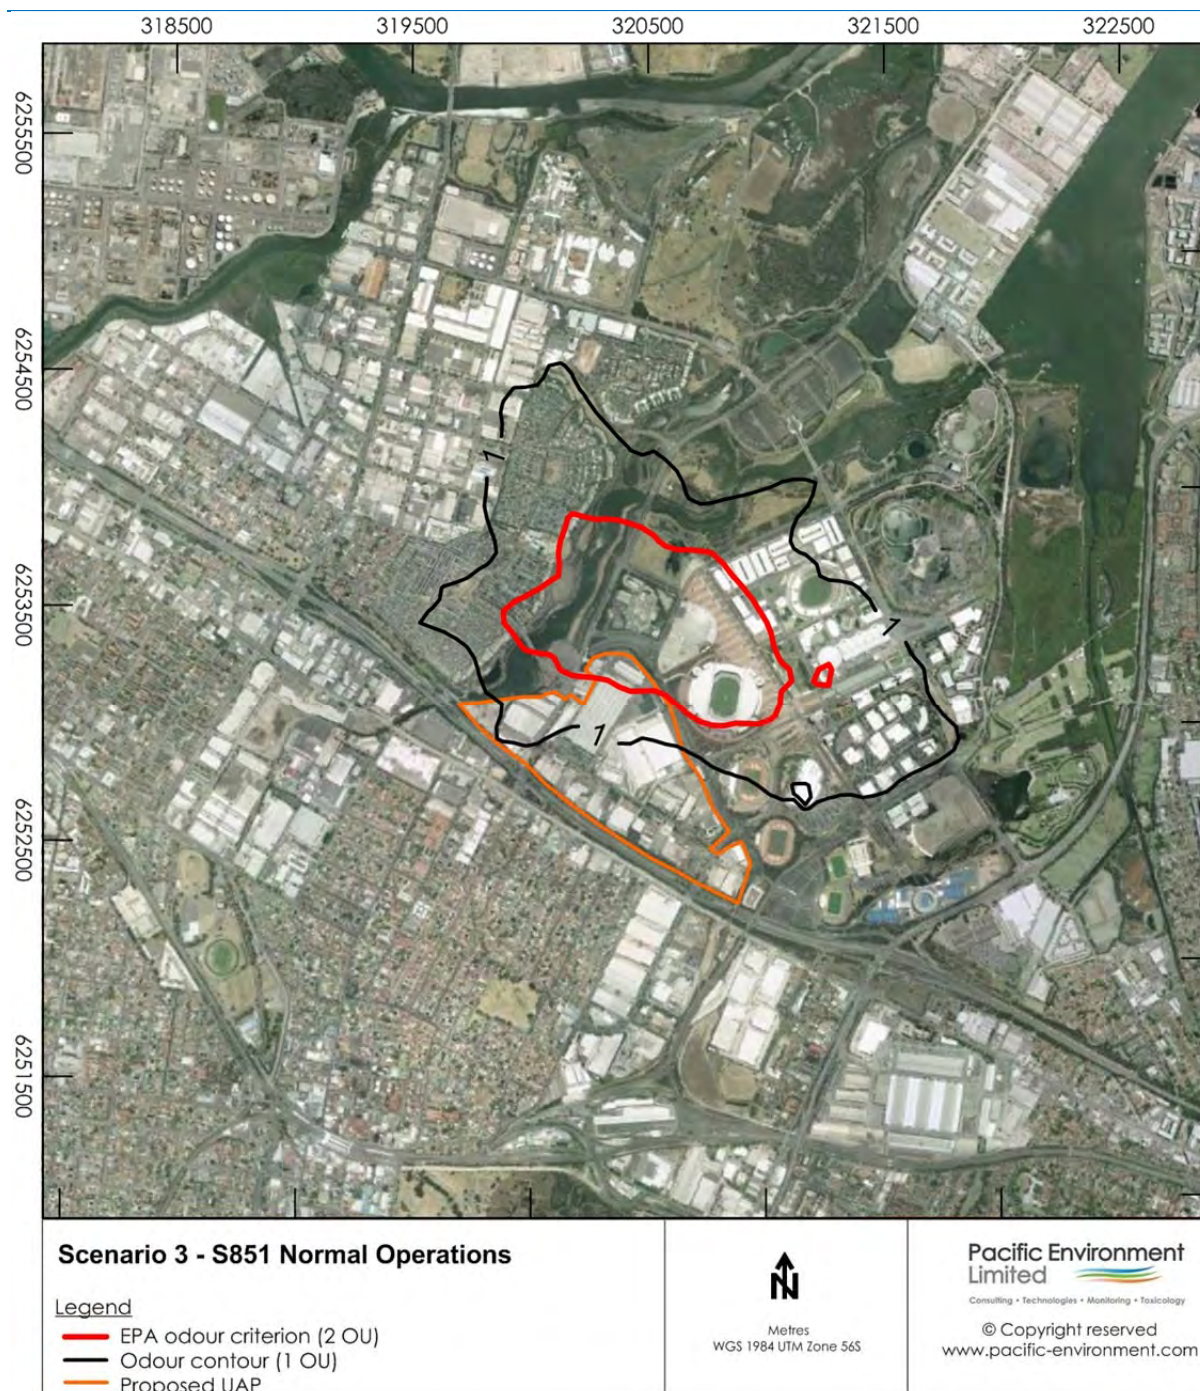 318500 319500 320500 321500 322500
6255500
6254500
6253500
6252500
6251500
1
1
1
Scenario 3 - S851 Normal Operations
Legend
EPA odour criterion (2 OU)
Odour contour (1 OU)
Proposed UAP
N
Metres
WGS 1984 UTM Zone 56S
Pacific Environment
Limited
Consulting • Technologies • Monitoring • Toxicology
© Copyright reserved
www.pacific-environment.com